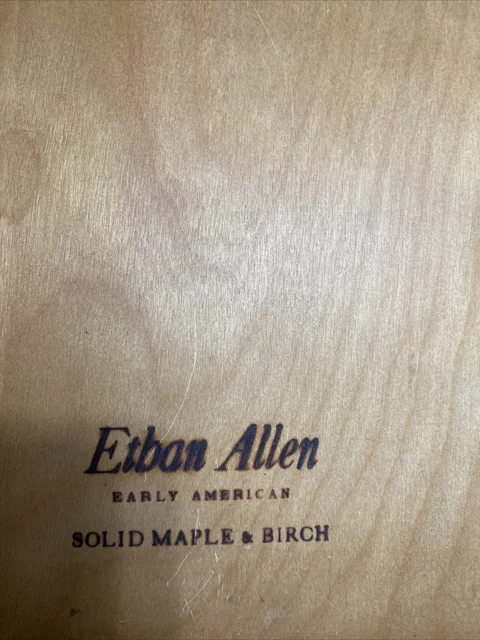 Ethan Allen
EARLY AMERICAN
SOLID MAPLE & BIRCH